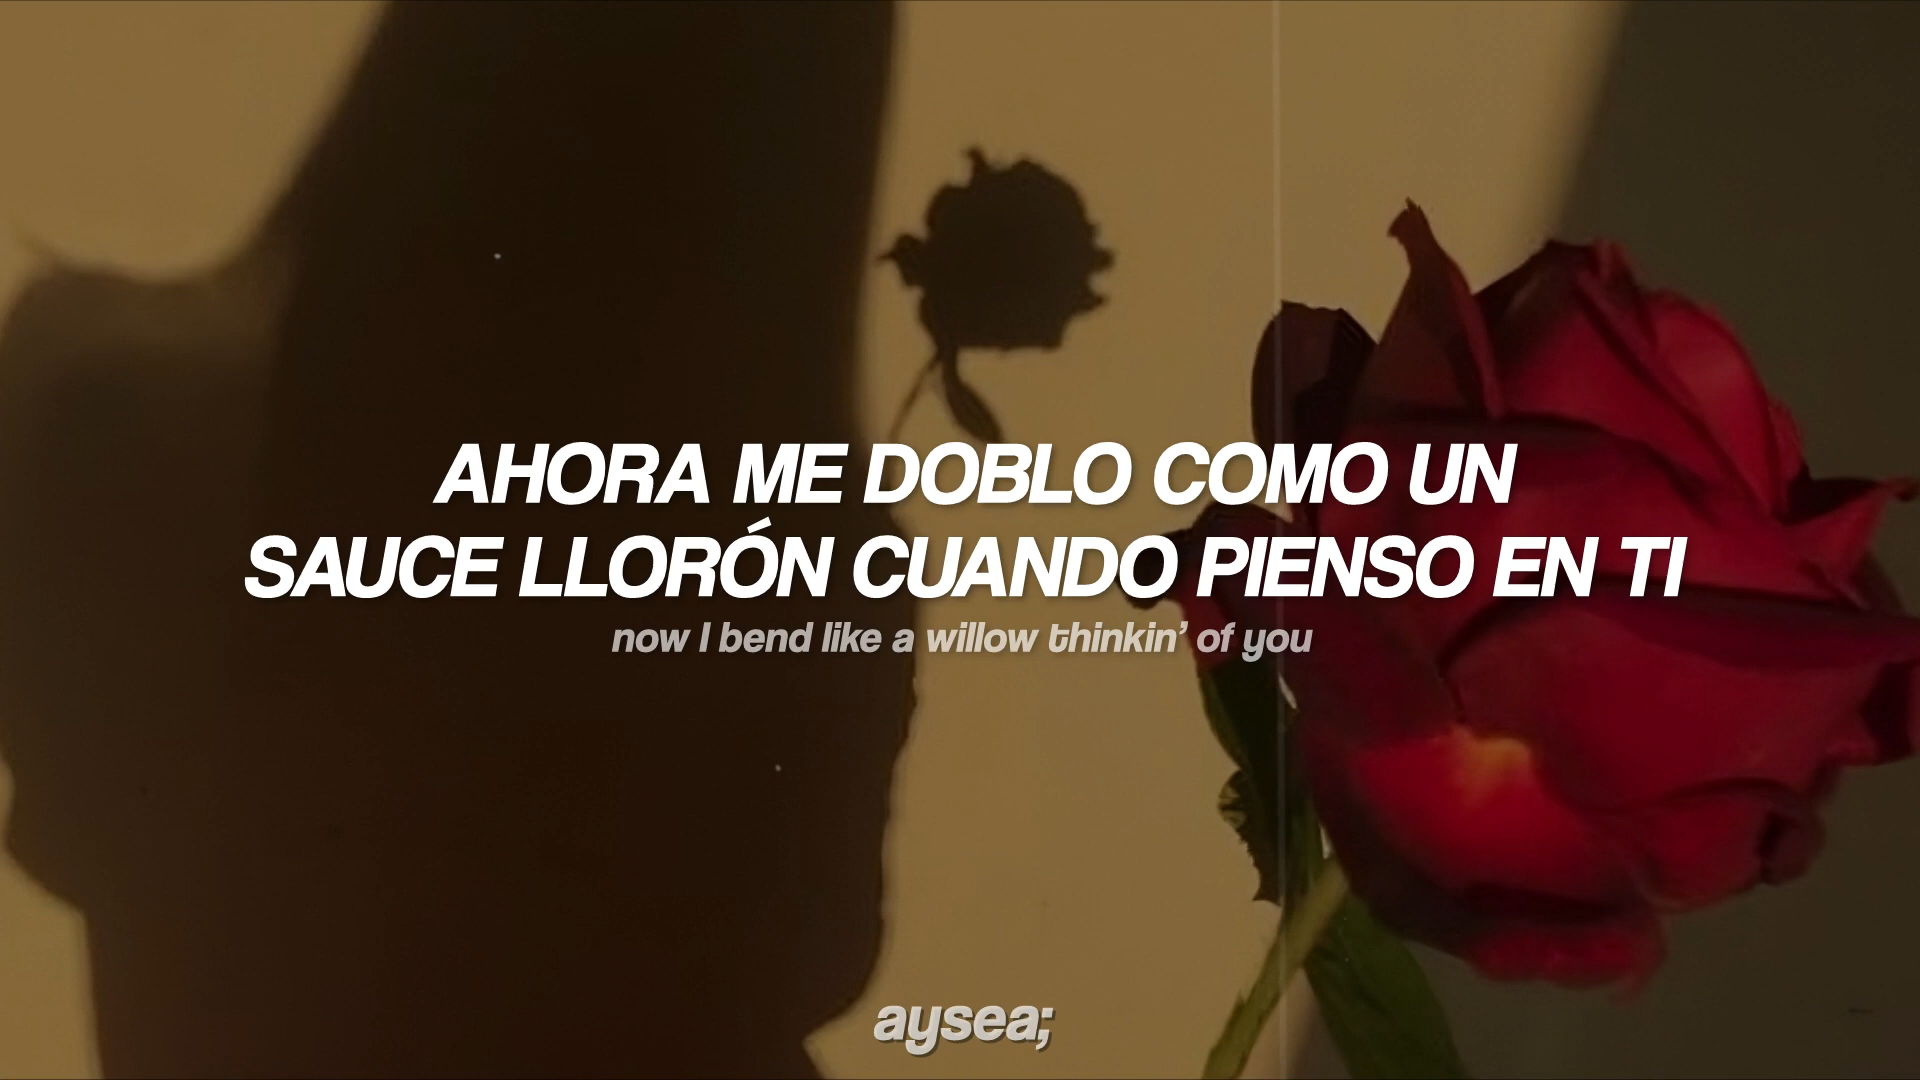 AHORA ME DOBLO COMO UN
SAUCE LLORÓN CUANDO PIENSO EN TI
now I bend like a willow thinkin’ of you
aysea;